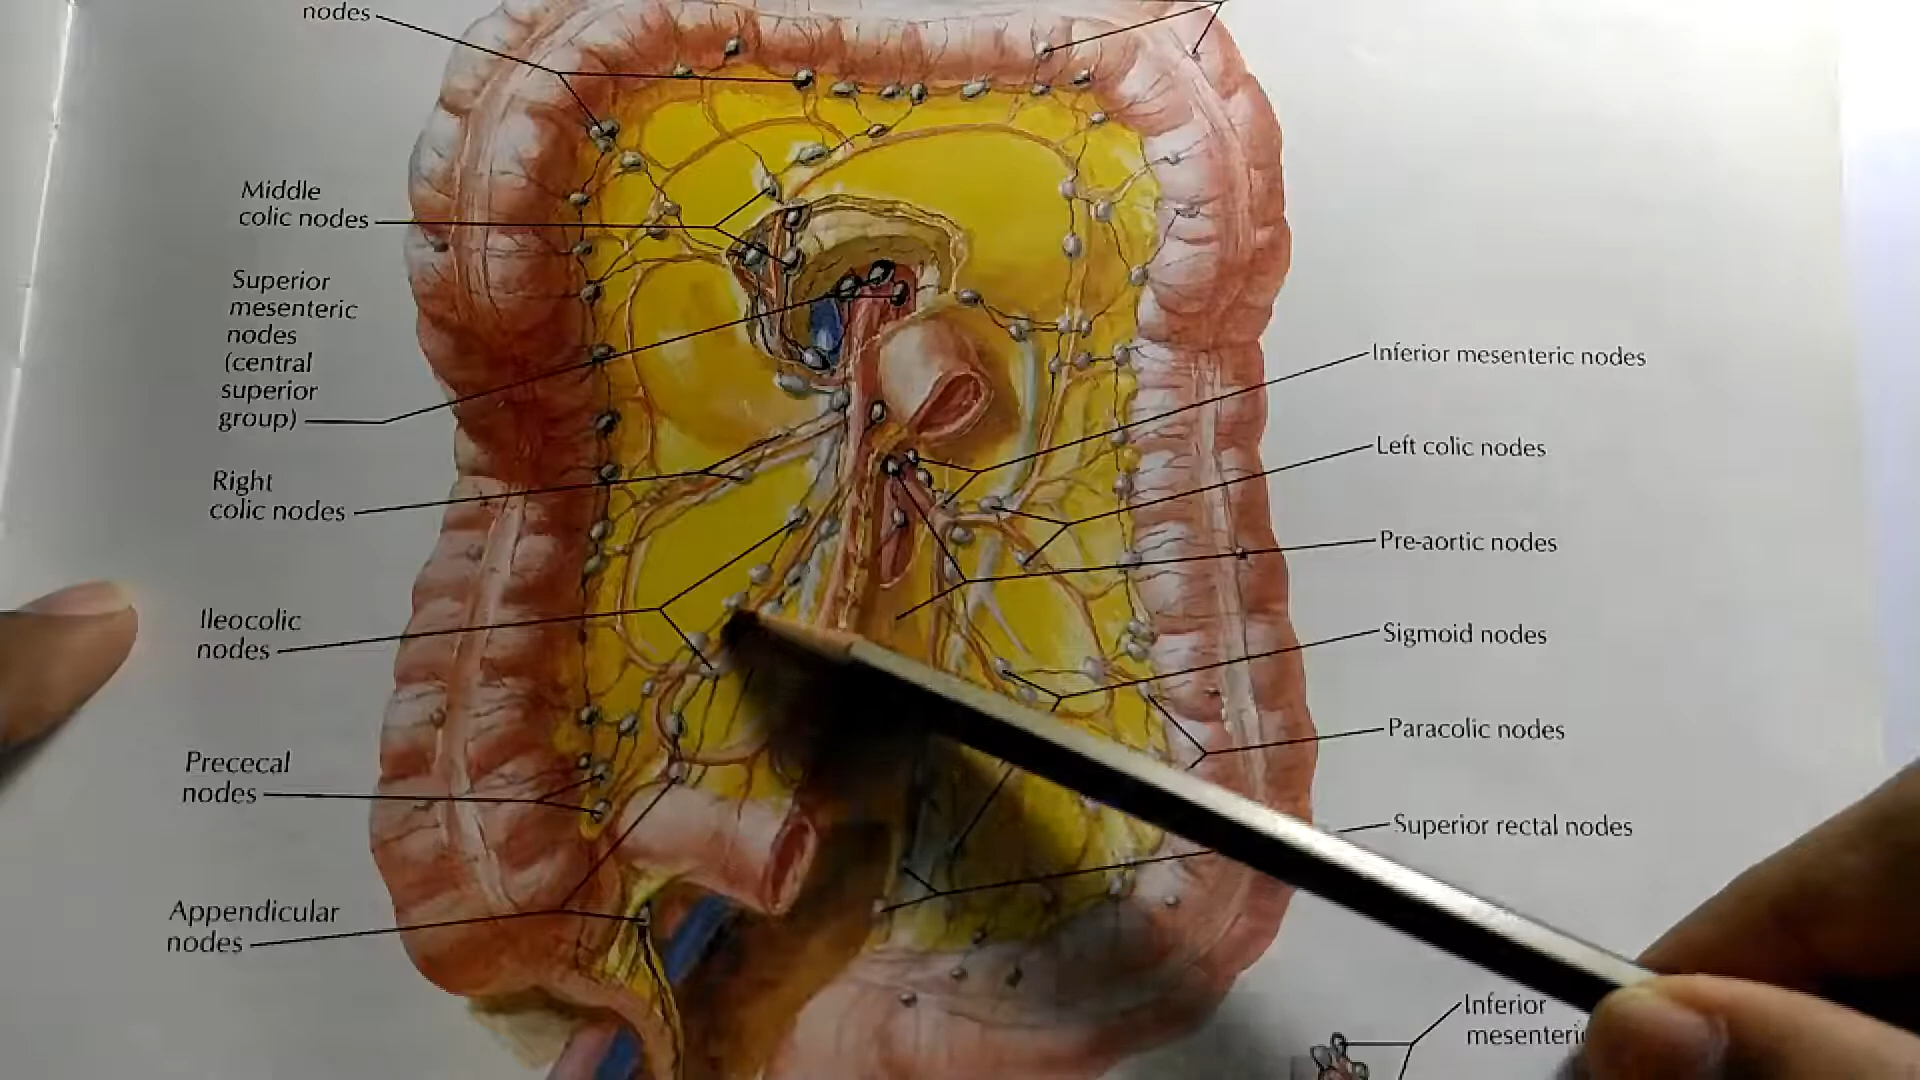 nodes
Middle
colic nodes
Superior
mesenteric
nodes
(central
superior
group)
Right
colic nodes
Ileocolic
nodes
Prececal
nodes
Appendicular
nodes
Inferior mesenteric nodes
Left colic nodes
Pre-aortic nodes
Sigmoid nodes
Paracolic nodes
Superior rectal nodes
Inferior